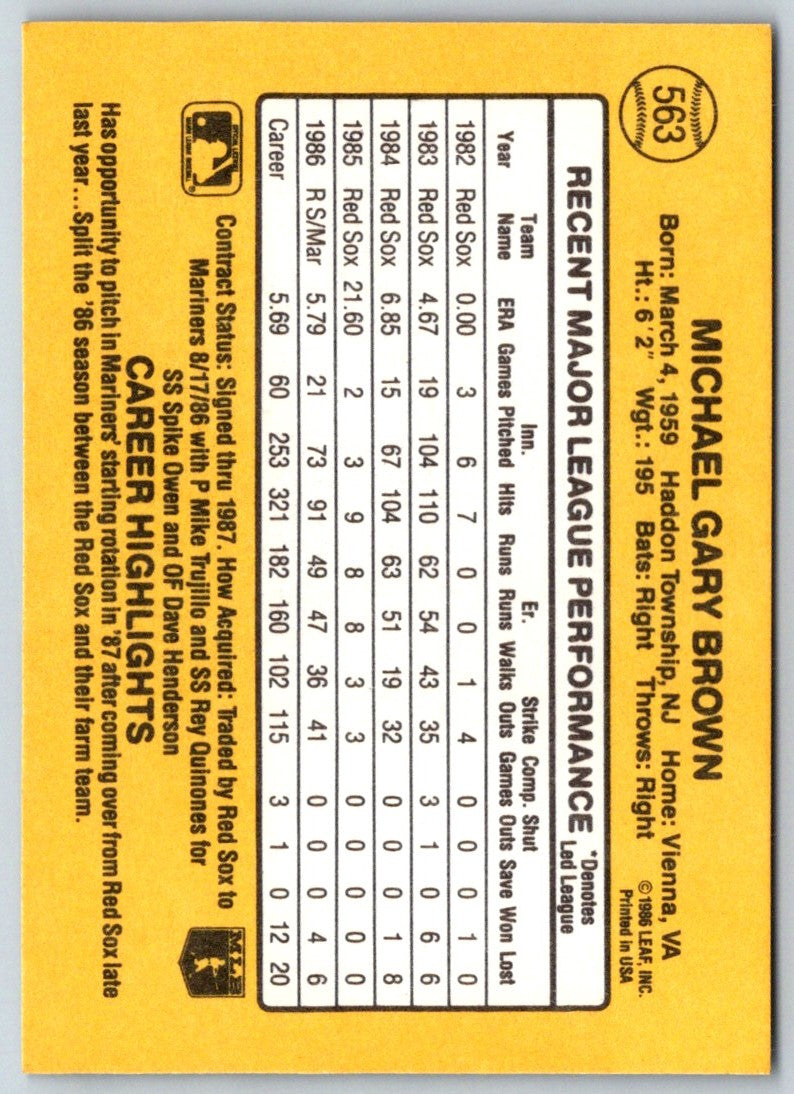 563
MICHAEL GARY BROWN
Born: March 4, 1959 Haddon Township, NJ Home: Vienna, VA
Ht.: 6'2" Wgt.: 195 Bats: Right Throws: Right
©1986 LEAF, INC.
Printed in USA
RECENT MAJOR LEAGUE PERFORMANCE *Denotes Led League
Team Inn. Er. Strike Comp. Shut
Year Name ERA Games Pitched Hits Runs Runs Walks Outs Games Outs Save Won Lost
1982 Red Sox 0.00 3 6 7 0 0 1 4 0 0 0 1 0
1983 Red Sox 4.67 19 104 110 62 54 43 35 3 1 0 6 6
1984 Red Sox 6.85 15 67 104 63 51 19 32 0 0 0 1 8
1985 Red Sox 21.60 2 3 9 8 8 3 3 0 0 0 0 0
1986 R S/Mar 5.79 21 73 91 49 47 36 41 0 0 0 4 6
Career 5.69 60 253 321 182 160 102 115 3 1 0 12 20
Contract Status: Signed thru 1987. How Acquired: Traded by Red Sox to
Mariners 8/17/86 with P Mike Trujillo and SS Rey Quinones for
SS Spike Owen and OF Dave Henderson
MLB
CAREER HIGHLIGHTS
Has opportunity to pitch in Mariners' starting rotation in '87 after coming over from Red Sox late
last year...Split the '86 season between the Red Sox and their farm team.